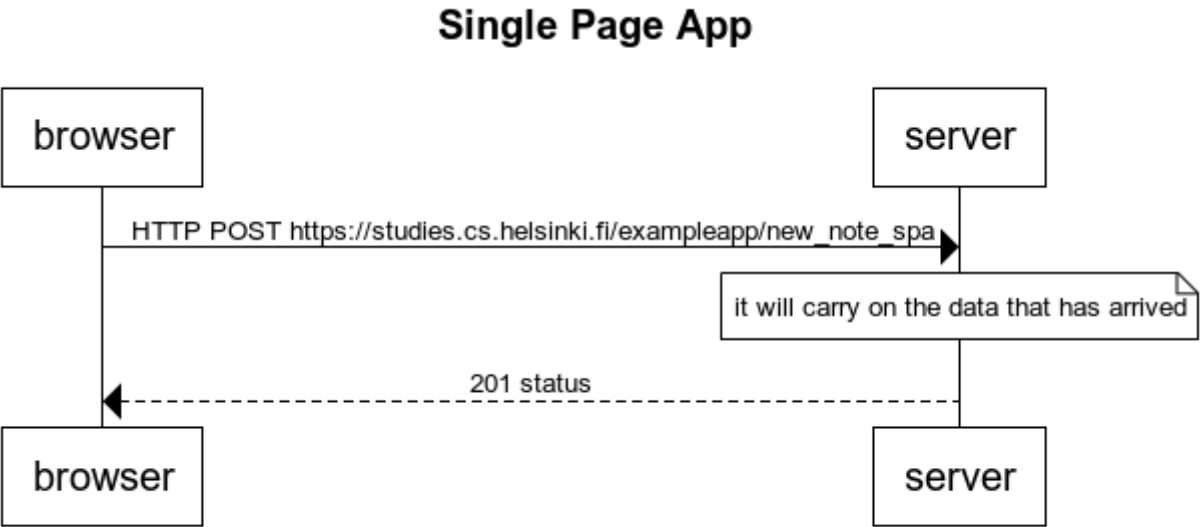 Single Page App
browser
server
HTTP POST https://studies.cs.helsinki.fi/exampleapp/new_note_spa
it will carry on the data that has arrived
201 status
browser
server